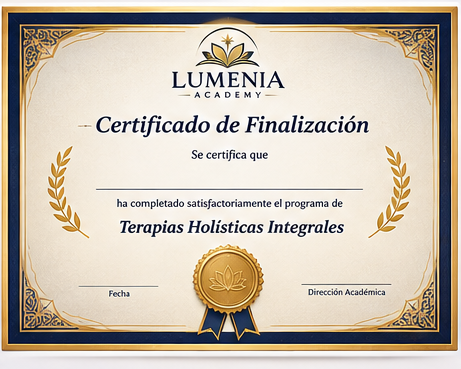 LUMENIA
ACADEMY
Certificado de Finalización
Se certifica que
ha completado satisfactoriamente el programa de
Terapias Holísticas Integrales
Fecha
Dirección Académica